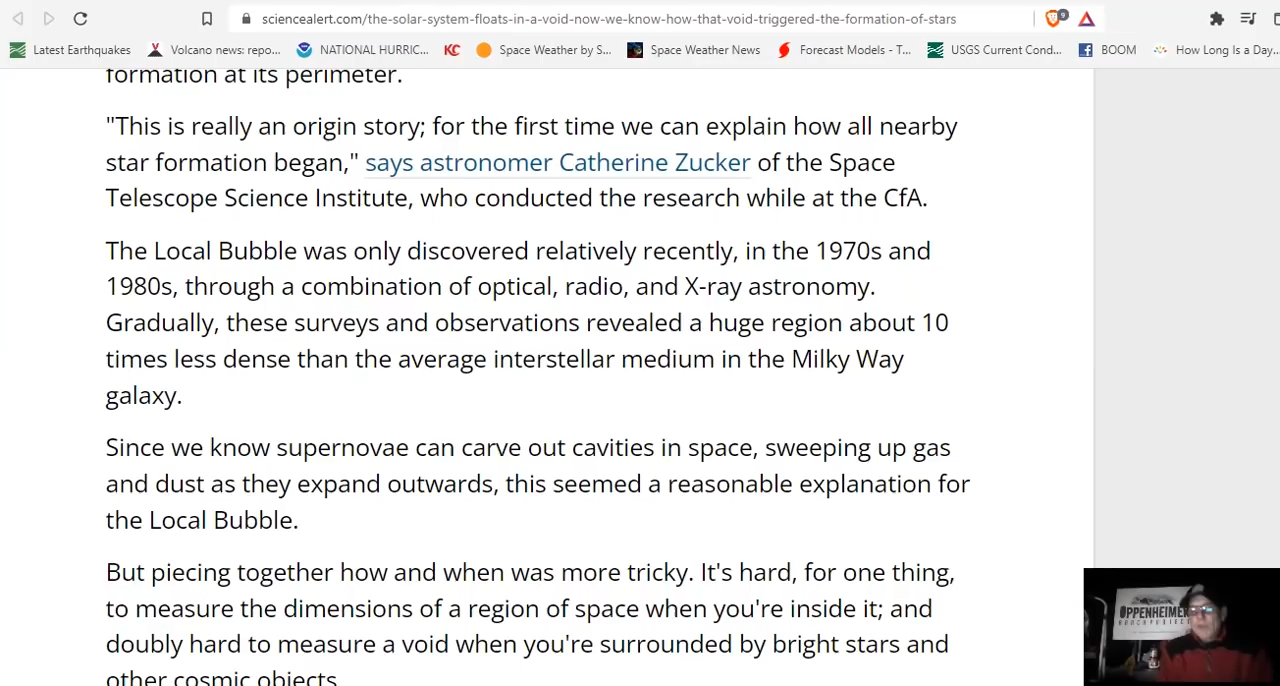 sciencealert.com/the-solar-system-floats-in-a-void-now-we-know-how-that-void-triggered-the-formation-of-stars
9
Latest Earthquakes Volcano news: repo... NATIONAL HURRIC... KC Space Weather by S... Space Weather News Forecast Models - T... USGS Current Cond... BOOM How Long Is a Day...
formation at its perimeter.
"This is really an origin story; for the first time we can explain how all nearby
star formation began," says astronomer Catherine Zucker of the Space
Telescope Science Institute, who conducted the research while at the CfA.
The Local Bubble was only discovered relatively recently, in the 1970s and
1980s, through a combination of optical, radio, and X-ray astronomy.
Gradually, these surveys and observations revealed a huge region about 10
times less dense than the average interstellar medium in the Milky Way
galaxy.
Since we know supernovae can carve out cavities in space, sweeping up gas
and dust as they expand outwards, this seemed a reasonable explanation for
the Local Bubble.
But piecing together how and when was more tricky. It's hard, for one thing,
to measure the dimensions of a region of space when you're inside it; and
doubly hard to measure a void when you're surrounded by bright stars and
other cosmic objects.
OPPENHEIMER